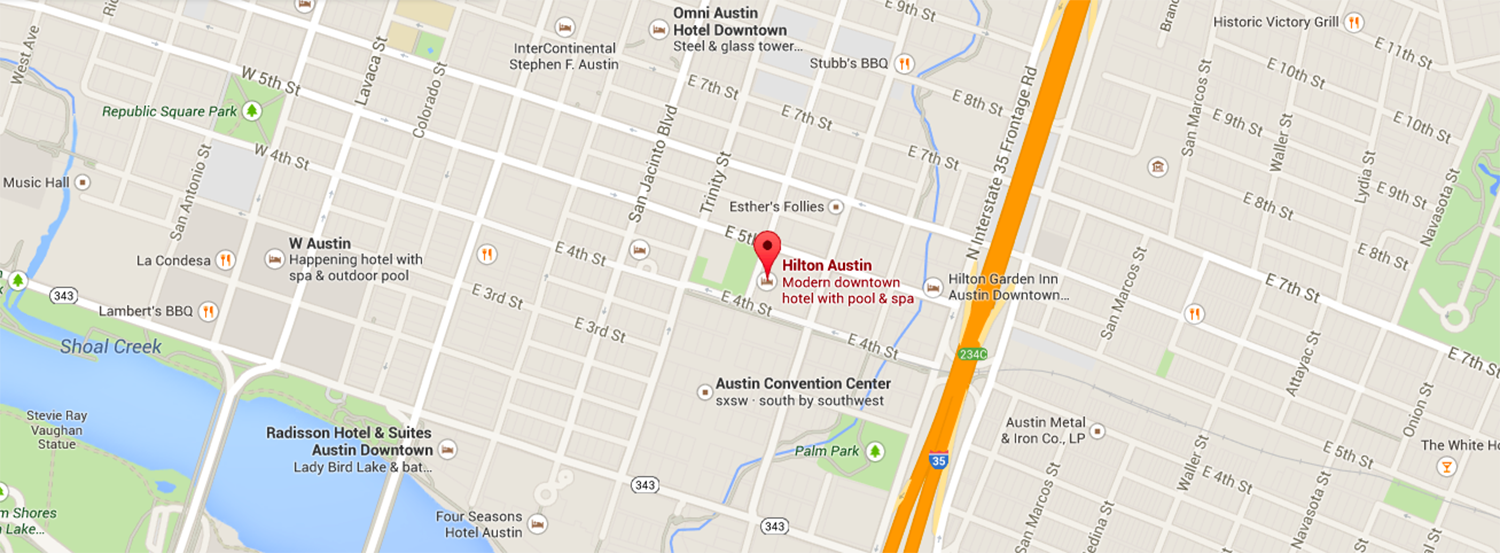 West Ave
Lavaca St
Colorado St
W 5th St
Republic Square Park
W 4th St
San Antonio St
Music Hall
InterContinental
Stephen F. Austin
Omni Austin
Hotel Downtown
Steel & glass tower...
Stubb's BBQ
E 9th St
E 7th St
E 7th St
E 7th St
E 8th St
San Jacinto Blvd
Trinity St
Esther's Follies
N Interstate 35 Frontage Rd
Historic Victory Grill
E 11th St
E 10th St
E 10th St
E 9th St
E 9th St
E 8th St
E 8th St
San Marcos St
Waller St
Lydia St
Navasota St
La Condesa
W Austin
Happening hotel with
spa & outdoor pool
E 4th St
E 3rd St
E 3rd St
Hilton Austin
Modern downtown
hotel with pool & spa
E 4th St
E 4th St
Hilton Garden Inn
Austin Downtown...
San Marcos St
E 7th St
E 7th St
343
Lambert's BBQ
Shoal Creek
234C
Attayac St
Onion St
Austin Convention Center
sxsw · south by southwest
Stevie Ray
Vaughan
Statue
Radisson Hotel & Suites
Austin Downtown
Lady Bird Lake & bat...
Palm Park
35
Austin Metal
& Iron Co., LP
The White Ho
E 5th St
E 4th St
Waller St
San Marcos St
Navasota St
343
343
Four Seasons
Hotel Austin
m Shores
Lake...